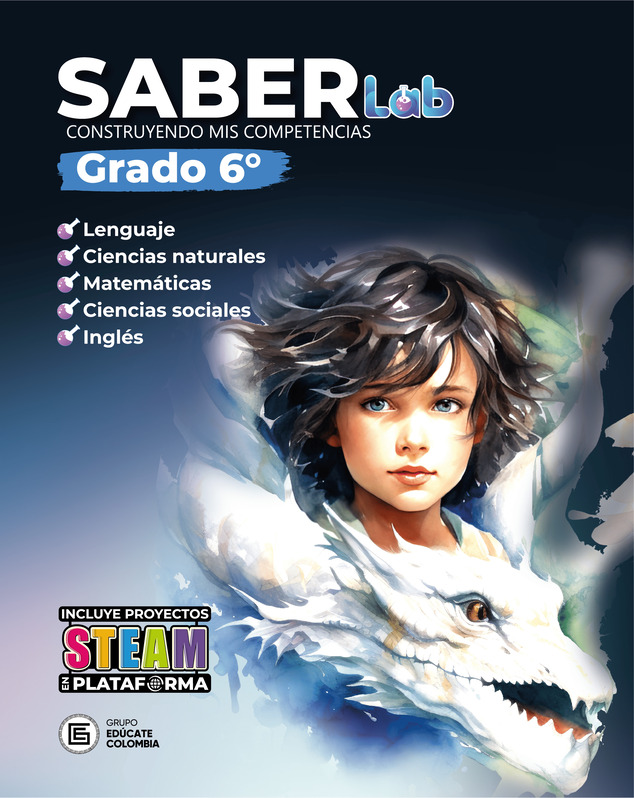 SABER Lab
CONSTRUYENDO MIS COMPETENCIAS
Grado 6°
Lenguaje
Ciencias naturales
Matemáticas
Ciencias sociales
Inglés
INCLUYE PROYECTOS
STEAM
EN PLATAFORMA
GRUPO
EDÚCATE
COLOMBIA